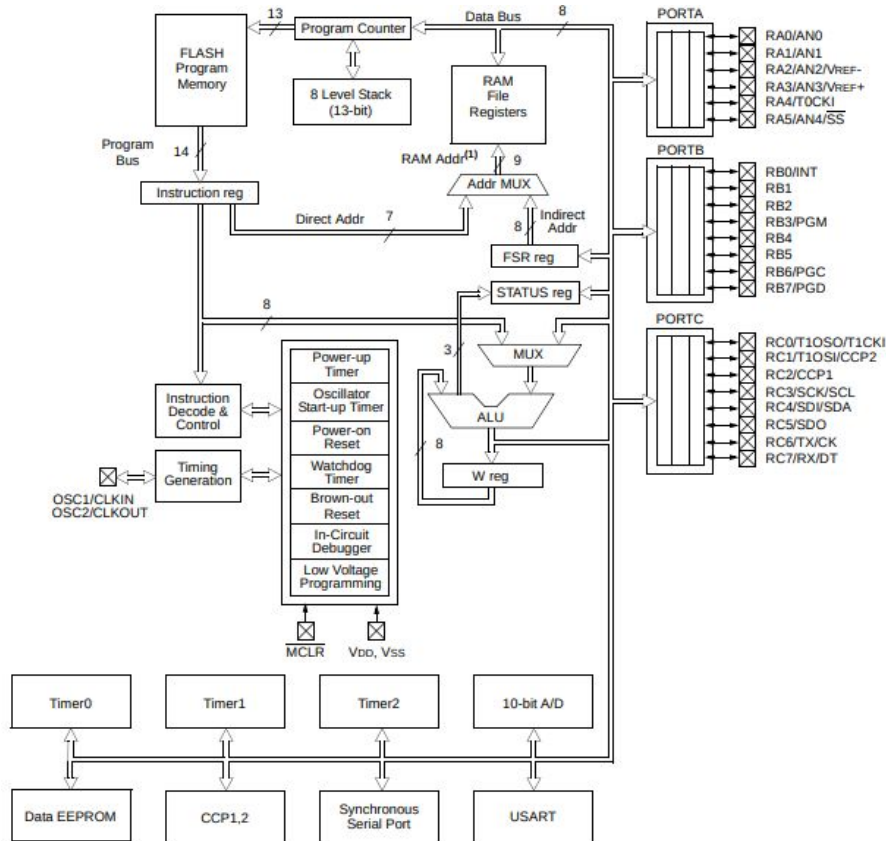 13
Program Counter
Data Bus
8
PORTA
FLASH
Program
Memory
8 Level Stack
(13-bit)
RAM
File
Registers
RA0/AN0
RA1/AN1
RA2/AN2/VREF-
RA3/AN3/VREF+
RA4/T0CKI
RA5/AN4/SS
Program
Bus
14
RAM Addr(1)
9
PORTB
Instruction reg
Addr MUX
Direct Addr
7
8
Indirect
Addr
FSR reg
RB0/INT
RB1
RB2
RB3/PGM
RB4
RB5
RB6/PGC
RB7/PGD
STATUS reg
8
3
MUX
PORTC
Power-up
Timer
Oscillator
Start-up Timer
Power-on
Reset
Watchdog
Timer
Brown-out
Reset
In-Circuit
Debugger
Low Voltage
Programming
Instruction
Decode &
Control
ALU
8
W reg
RC0/T1OSO/T1CKI
RC1/T1OSI/CCP2
RC2/CCP1
RC3/SCK/SCL
RC4/SDI/SDA
RC5/SDO
RC6/TX/CK
RC7/RX/DT
Timing
Generation
OSC1/CLKIN
OSC2/CLKOUT
MCLR
VDD, VSS
Timer0
Timer1
Timer2
10-bit A/D
Data EEPROM
CCP1,2
Synchronous
Serial Port
USART